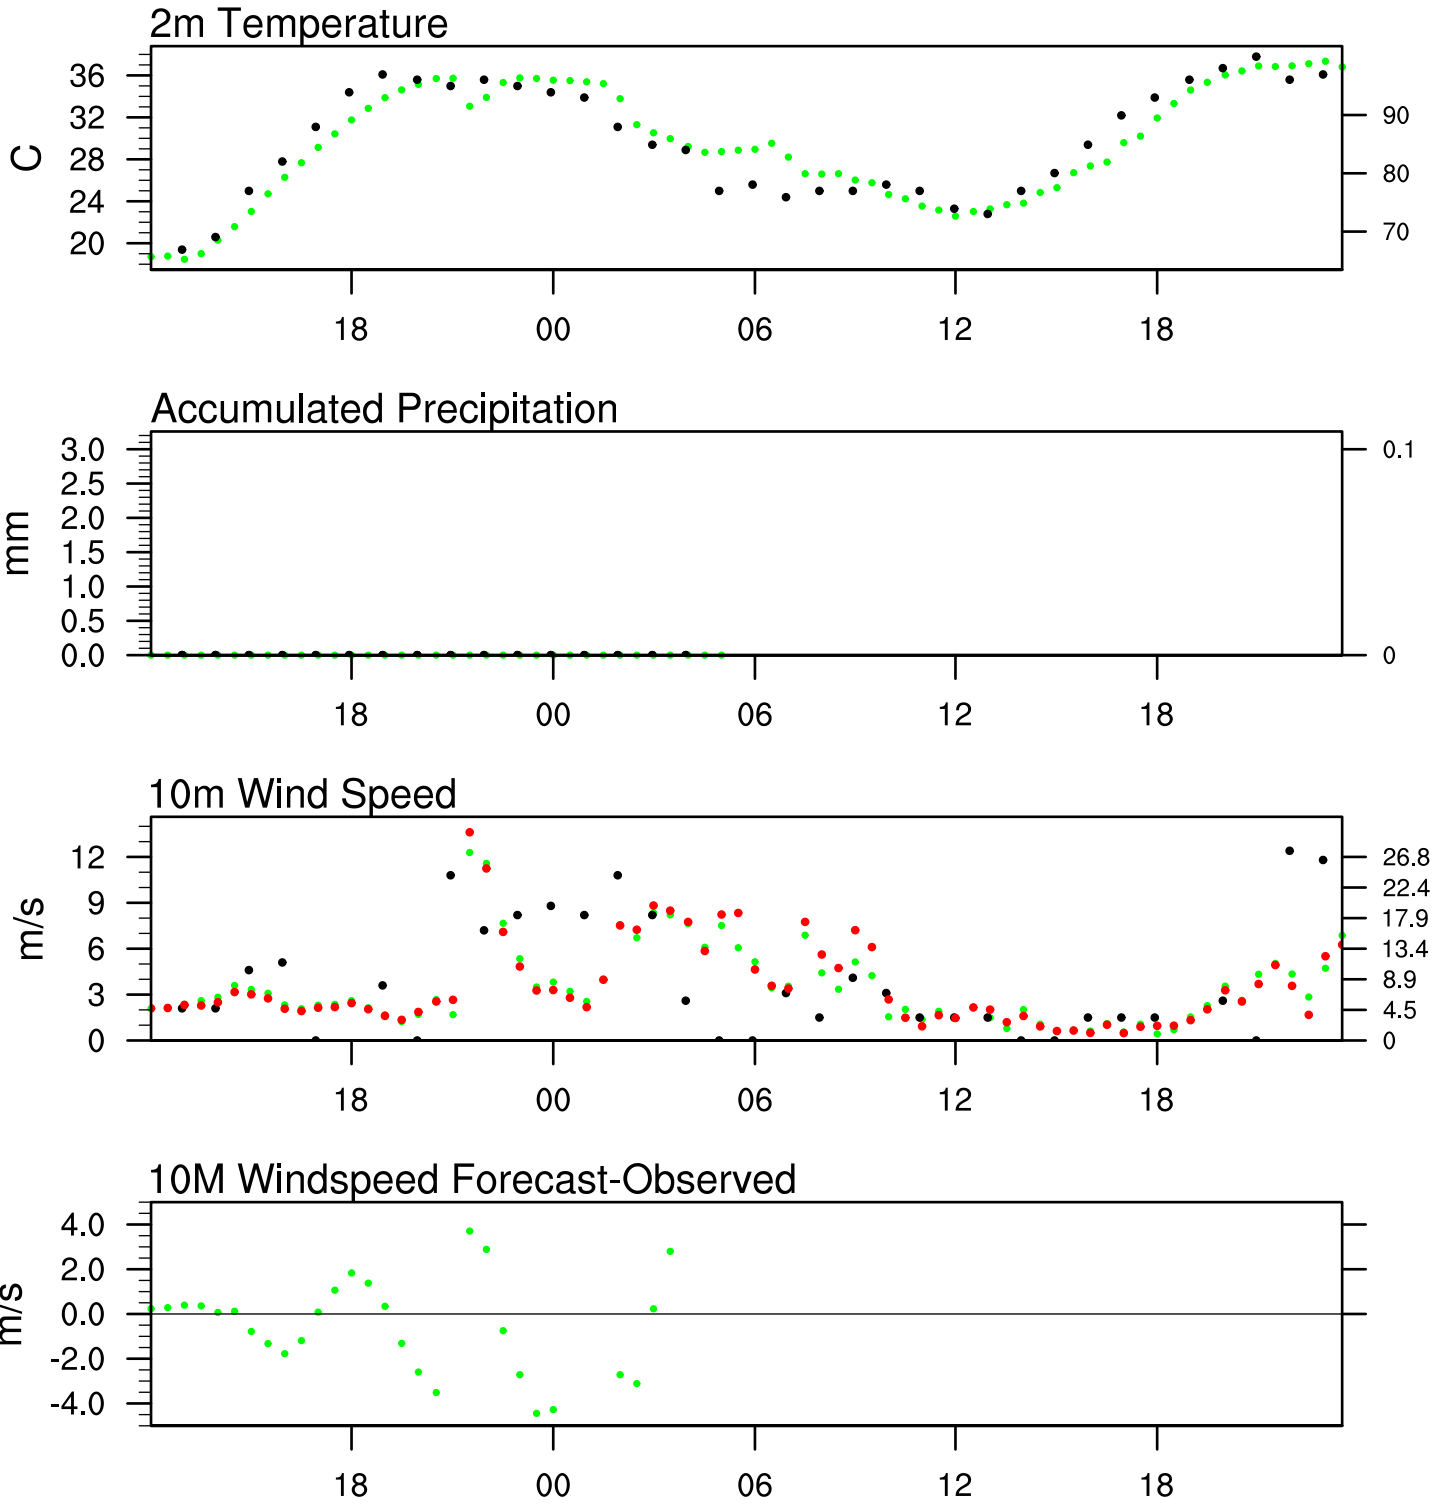 2m Temperature
C
36
32
28
24
20
90
80
70
18 00 06 12 18
Accumulated Precipitation
mm
3.0
2.5
2.0
1.5
1.0
0.5
0.0
0.1
0
18 00 06 12 18
10m Wind Speed
m/s
12
9
6
3
0
26.8
22.4
17.9
13.4
8.9
4.5
0
18 00 06 12 18
10M Windspeed Forecast-Observed
m/s
4.0
2.0
0.0
-2.0
-4.0
18 00 06 12 18